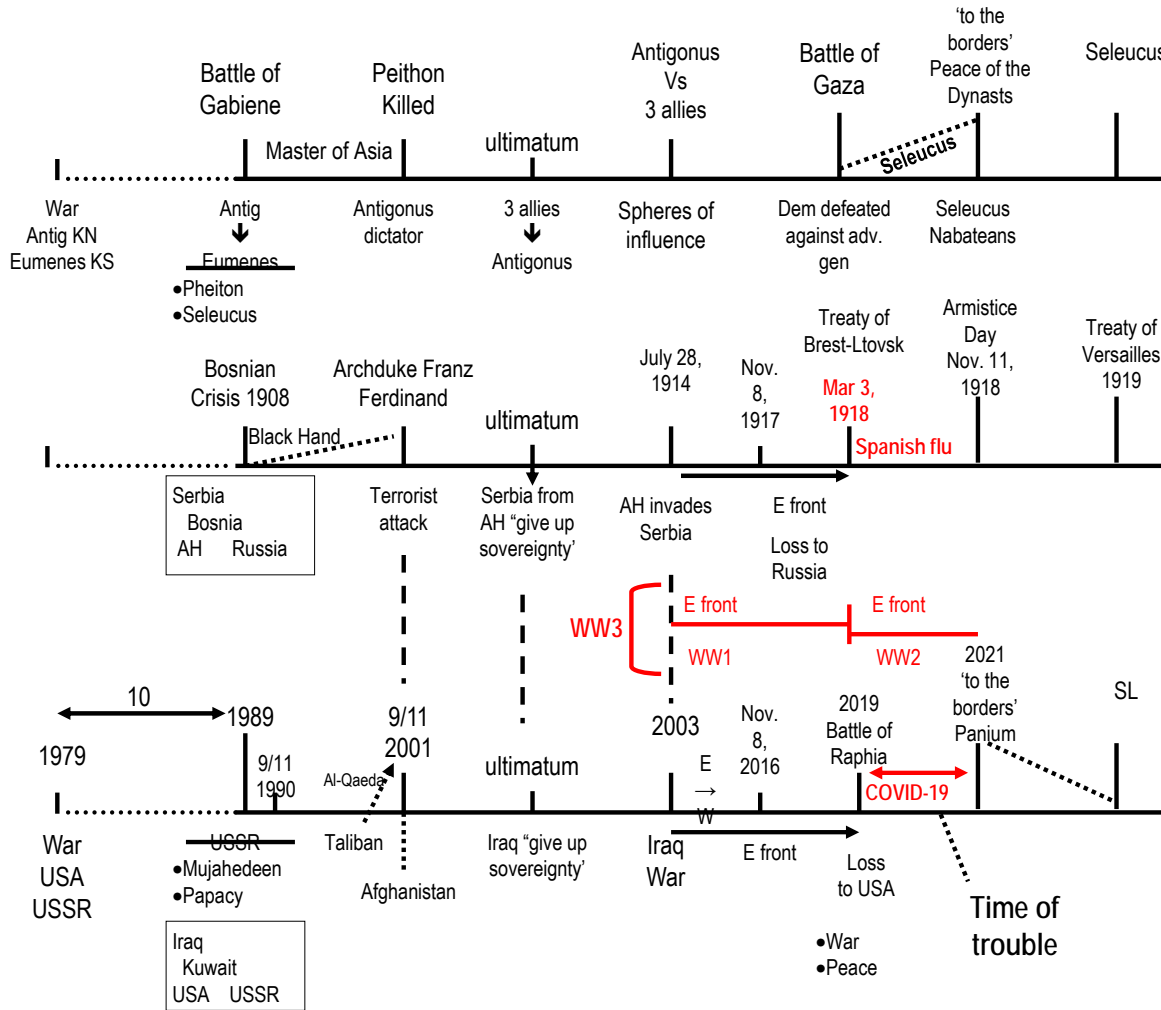 Battle of
Gabiene
Peithon
Killed
Antigonus
Vs
3 allies
Battle of
Gaza
‘to the
borders’
Peace of the
Dynasts
Seleucus
Master of Asia
ultimatum
Seleucus
War
Antig KN
Eumenes KS
Antig
Eumenes
•Pheiton
•Seleucus
Antigonus
dictator
3 allies
Antigonus
Spheres of
influence
Dem defeated
against adv.
gen
Seleucus
Nabateans
Bosnian
Crisis 1908
Archduke Franz
Ferdinand
ultimatum
July 28,
1914
Nov.
8,
1917
Treaty of
Brest-Ltovsk
Mar 3,
1918
Armistice
Day
Nov. 11,
1918
Treaty of
Versailles
1919
Black Hand
Spanish flu
Serbia
Bosnia
AH Russia
Terrorist
attack
Serbia from
AH “give up
sovereignty’
AH invades
Serbia
E front
Loss to
Russia
WW3
E front
E front
WW1
WW2
10
1979
1989
9/11
1990
9/11
2001
Al-Qaeda
ultimatum
2003
E
→
W
Nov.
8,
2016
2019
Battle of
Raphia
2021
‘to the
borders’
Panium
SL
COVID-19
War
USA
USSR
USSR
•Mujahedeen
•Papacy
Iraq
Kuwait
USA USSR
Taliban
Afghanistan
Iraq “give up
sovereignty’
Iraq
War
E front
Loss
to USA
•War
•Peace
Time of
trouble